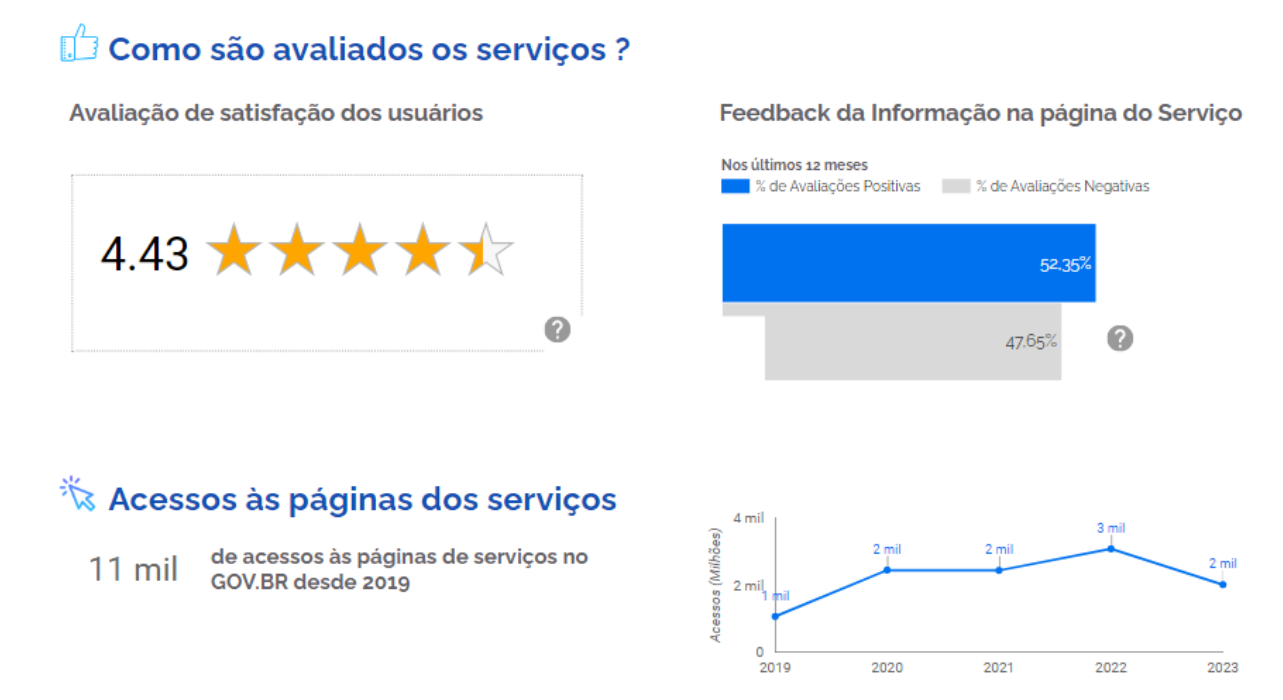 Como são avaliados os serviços ?
Avaliação de satisfação dos usuários
4.43
?
Feedback da Informação na página do Serviço
Nos últimos 12 meses
% de Avaliações Positivas % de Avaliações Negativas
52.35%
47.65%
?
Acessos às páginas dos serviços
11 mil
de acessos às páginas de serviços no
GOV.BR desde 2019
Acessos (Milhões)
4 mil
2 mil
0
1 mil
2 mil
2 mil
3 mil
2 mil
2019 2020 2021 2022 2023